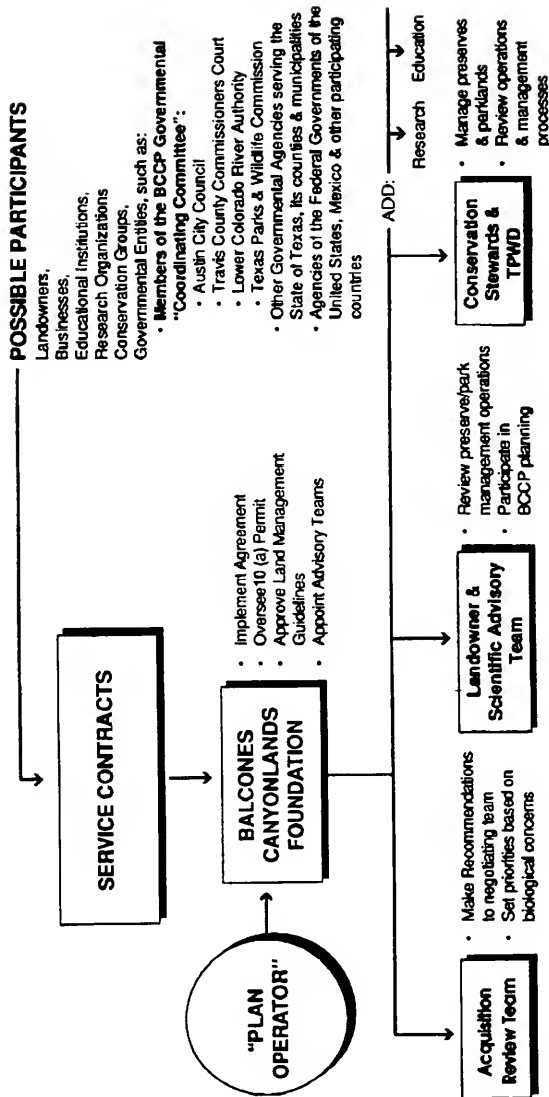 POSSIBLE PARTICIPANTS
Landowners,
Businesses,
Educational Institutions,
Research Organizations
Conservation Groups,
Governmental Entities, such as:
• Members of the BCCP Governmental
"Coordinating Committee":
• Austin City Council
• Travis County Commissioners Court
• Lower Colorado River Authority
• Texas Parks & Wildlife Commission
• Other Governmental Agencies serving the
State of Texas, its counties & municipalities
• Agencies of the Federal Governments of the
United States, Mexico & other participating
countries
SERVICE CONTRACTS
"PLAN
OPERATOR"
BALCONES
CANYONLANDS
FOUNDATION
• Implement Agreement
• Oversee 10 (a) Permit
• Approve Land Management
Guidelines
• Appoint Advisory Teams
ADD:
Research
Education
Acquisition
Review Team
• Make Recommendations
to negotiating team
• Set priorities based on
biological concerns
Landowner &
Scientific Advisory
Team
• Review preserve/park
management operations
• Participate in
BCCP planning
Conservation
Stewards &
TPWD
• Manage preserves
& parklands
• Review operations
& management
processes